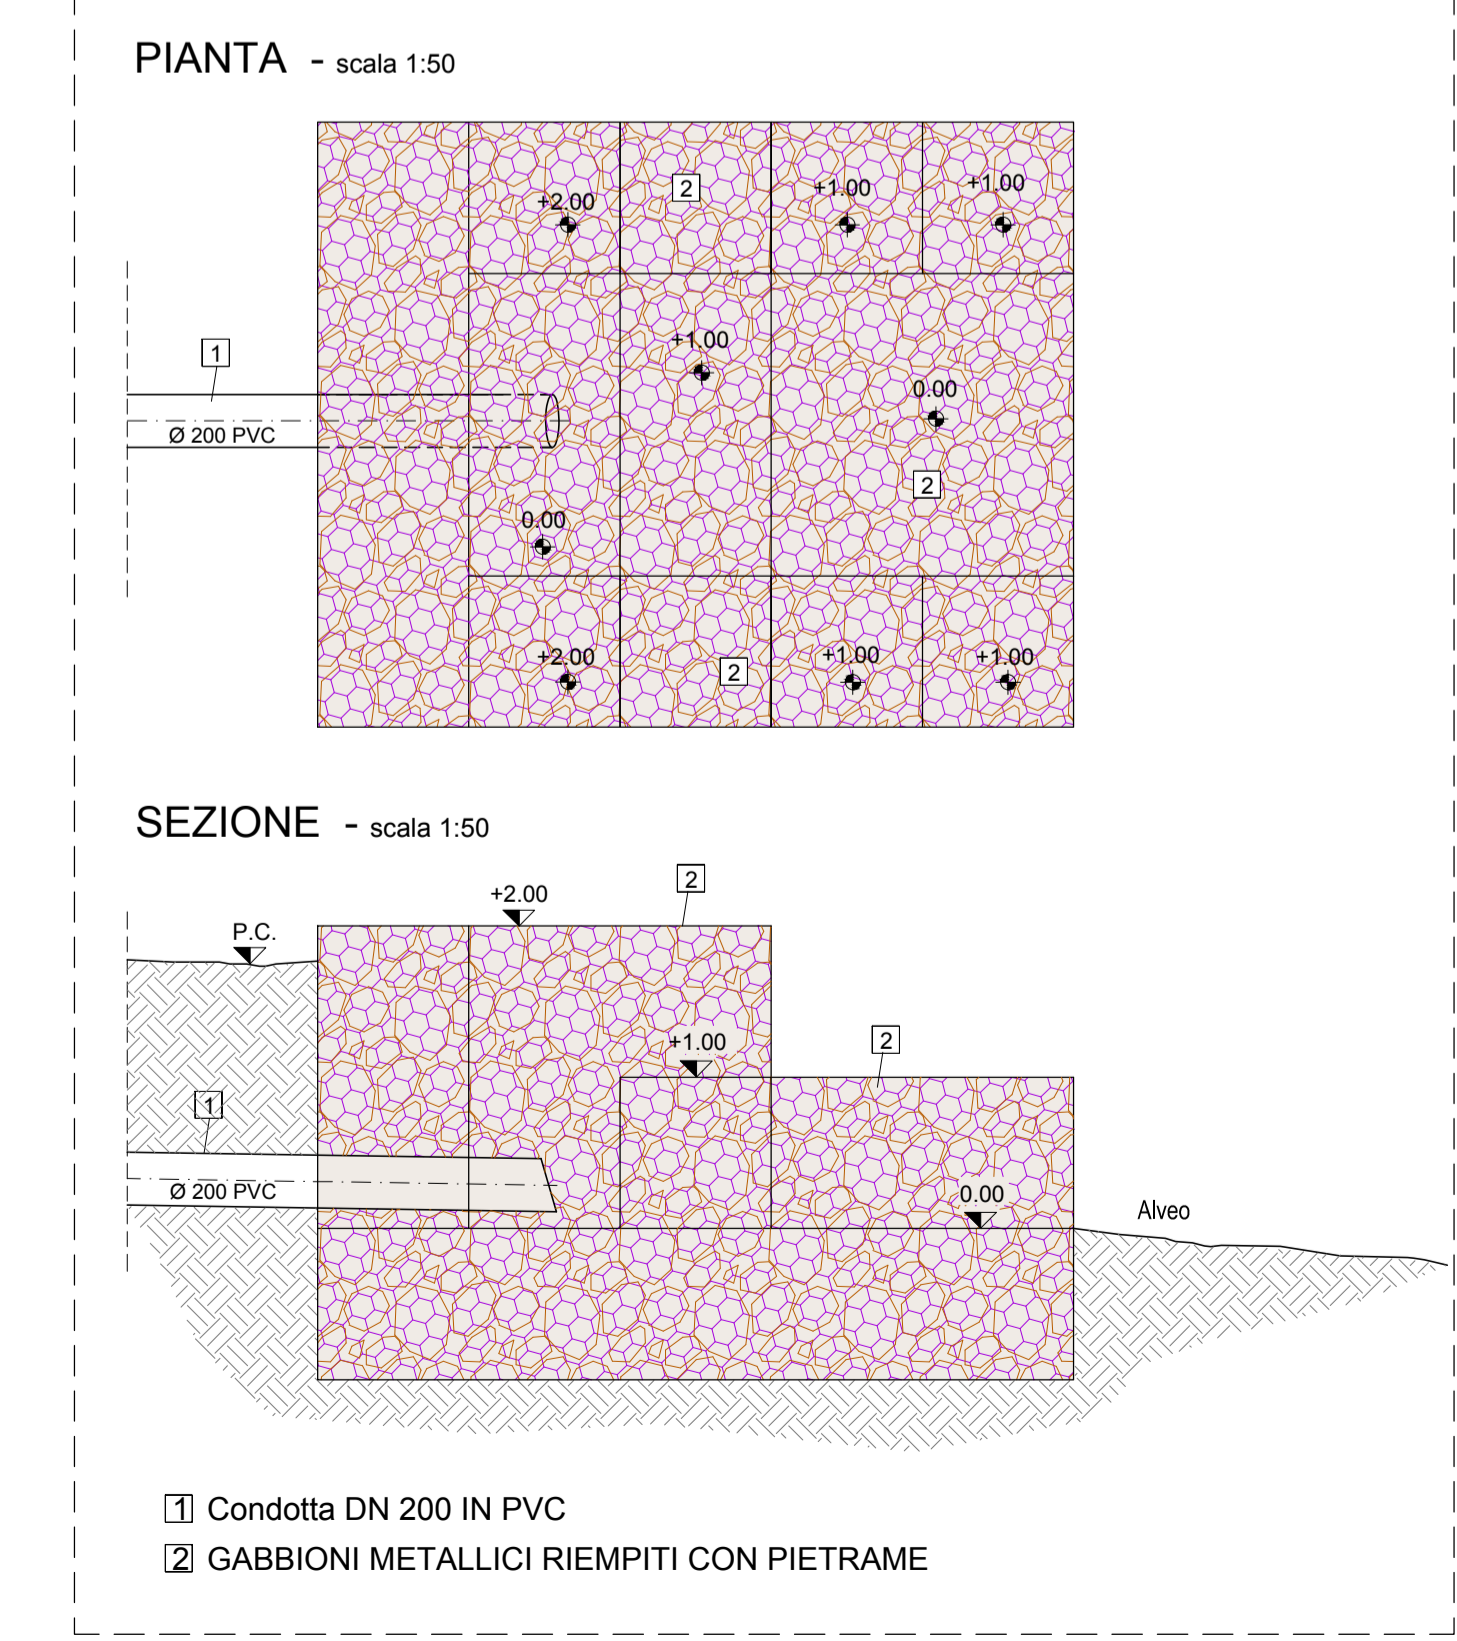 PIANTA - scala 1:50
2
+2.00
+1.00
+1.00
1
+1.00
0.00
Ø 200 PVC
2
0.00
+2.00
2
+1.00
+1.00
SEZIONE - scala 1:50
2
+2.00
P.C.
+1.00
2
1
Ø 200 PVC
0.00
Alveo
1 Condotta DN 200 IN PVC
2 GABBIONI METALLICI RIEMPITI CON PIETRAME